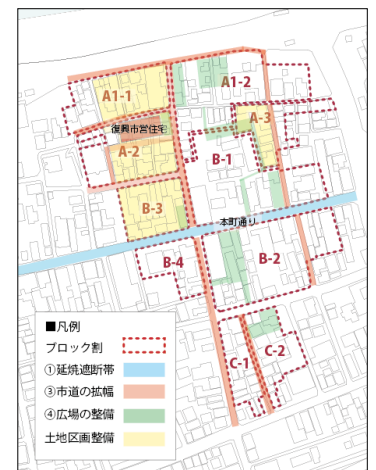 A1-1
A1-2
復興市営住宅
A-3
A-2
B-1
B-3
本町通り
B-4
B-2
C-1
C-2
■凡例
ブロック割
①延焼遮断帯
③市道の拡幅
④広場の整備
土地区画整備